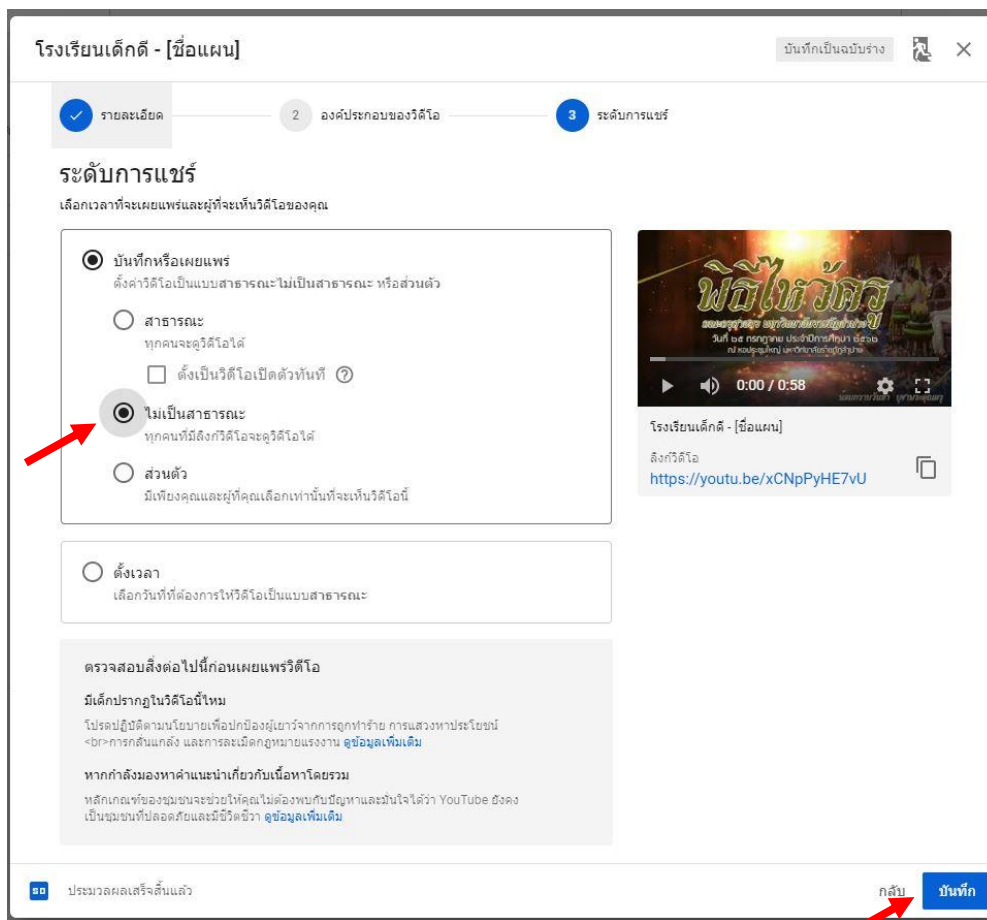 โรงเรียนเด็กดี - [ชื่อแผน]
บันทึกเป็นฉบับร่าง
รายละเอียด
2 องค์ประกอบของวิดีโอ
3 ระดับการแชร์
ระดับการแชร์
เลือกเวลาที่จะเผยแพร่และผู้ที่จะเห็นวิดีโอของคุณ
บันทึกหรือเผยแพร่
ตั้งค่าวิดีโอเป็นแบบสาธารณะไม่เป็นสาธารณะ หรือส่วนตัว
สาธารณะ
ทุกคนจะดูวิดีโอได้
ตั้งเป็นวิดีโอเปิดตัวทันที
ไม่เป็นสาธารณะ
ทุกคนที่มีลิงก์วิดีโอจะดูวิดีโอได้
ส่วนตัว
มีเพียงคุณและผู้ที่คุณเลือกเท่านั้นที่จะเห็นวิดีโอนี้
ตั้งเวลา
เลือกวันที่ที่ต้องการให้วิดีโอเป็นแบบสาธารณะ
ตรวจสอบสิ่งต่อไปนี้ก่อนเผยแพร่วิดีโอ
มีเด็กปรากฏในวิดีโอนี้ไหม
โปรดปฏิบัติตามนโยบายเพื่อปกป้องผู้เยาว์จากการถูกทำร้าย การแสวงหาประโยชน์
<br>การกลั่นแกล้ง และการละเมิดกฎหมายแรงงาน ดูข้อมูลเพิ่มเติม
หากกำลังมองหาคำแนะนำเกี่ยวกับเนื้อหาโดยรวม
หลักเกณฑ์ของชุมชนจะช่วยให้คุณไม่ต้องพบกับปัญหาและมั่นใจได้ว่า YouTube ยังคง
เป็นชุมชนที่ปลอดภัยและมีชีวิตชีวา ดูข้อมูลเพิ่มเติม
พิธีไหว้ครู
วันที่ ๒๕ กรกฎาคม ประจำปีการศึกษา ๒๕๖๒
0:00 / 0:58
โรงเรียนเด็กดี - [ชื่อแผน]
ลิงก์วิดีโอ
https://youtu.be/xCNpPyHE7vU
SD ประมวลผลเสร็จสิ้นแล้ว
กลับ
บันทึก